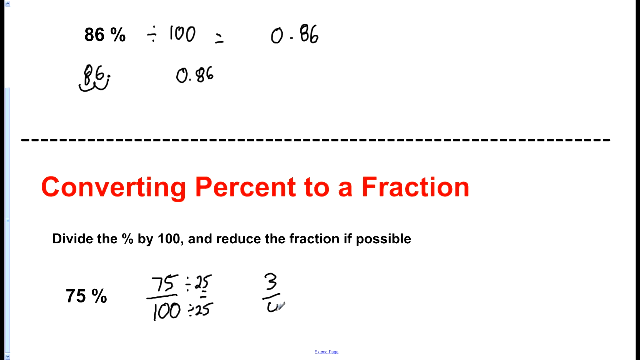 86 % ÷ 100 = 0.86
86. 0.86
Converting Percent to a Fraction
Divide the % by 100, and reduce the fraction if possible
75 % 75 ÷ 25 3
100 ÷ 25